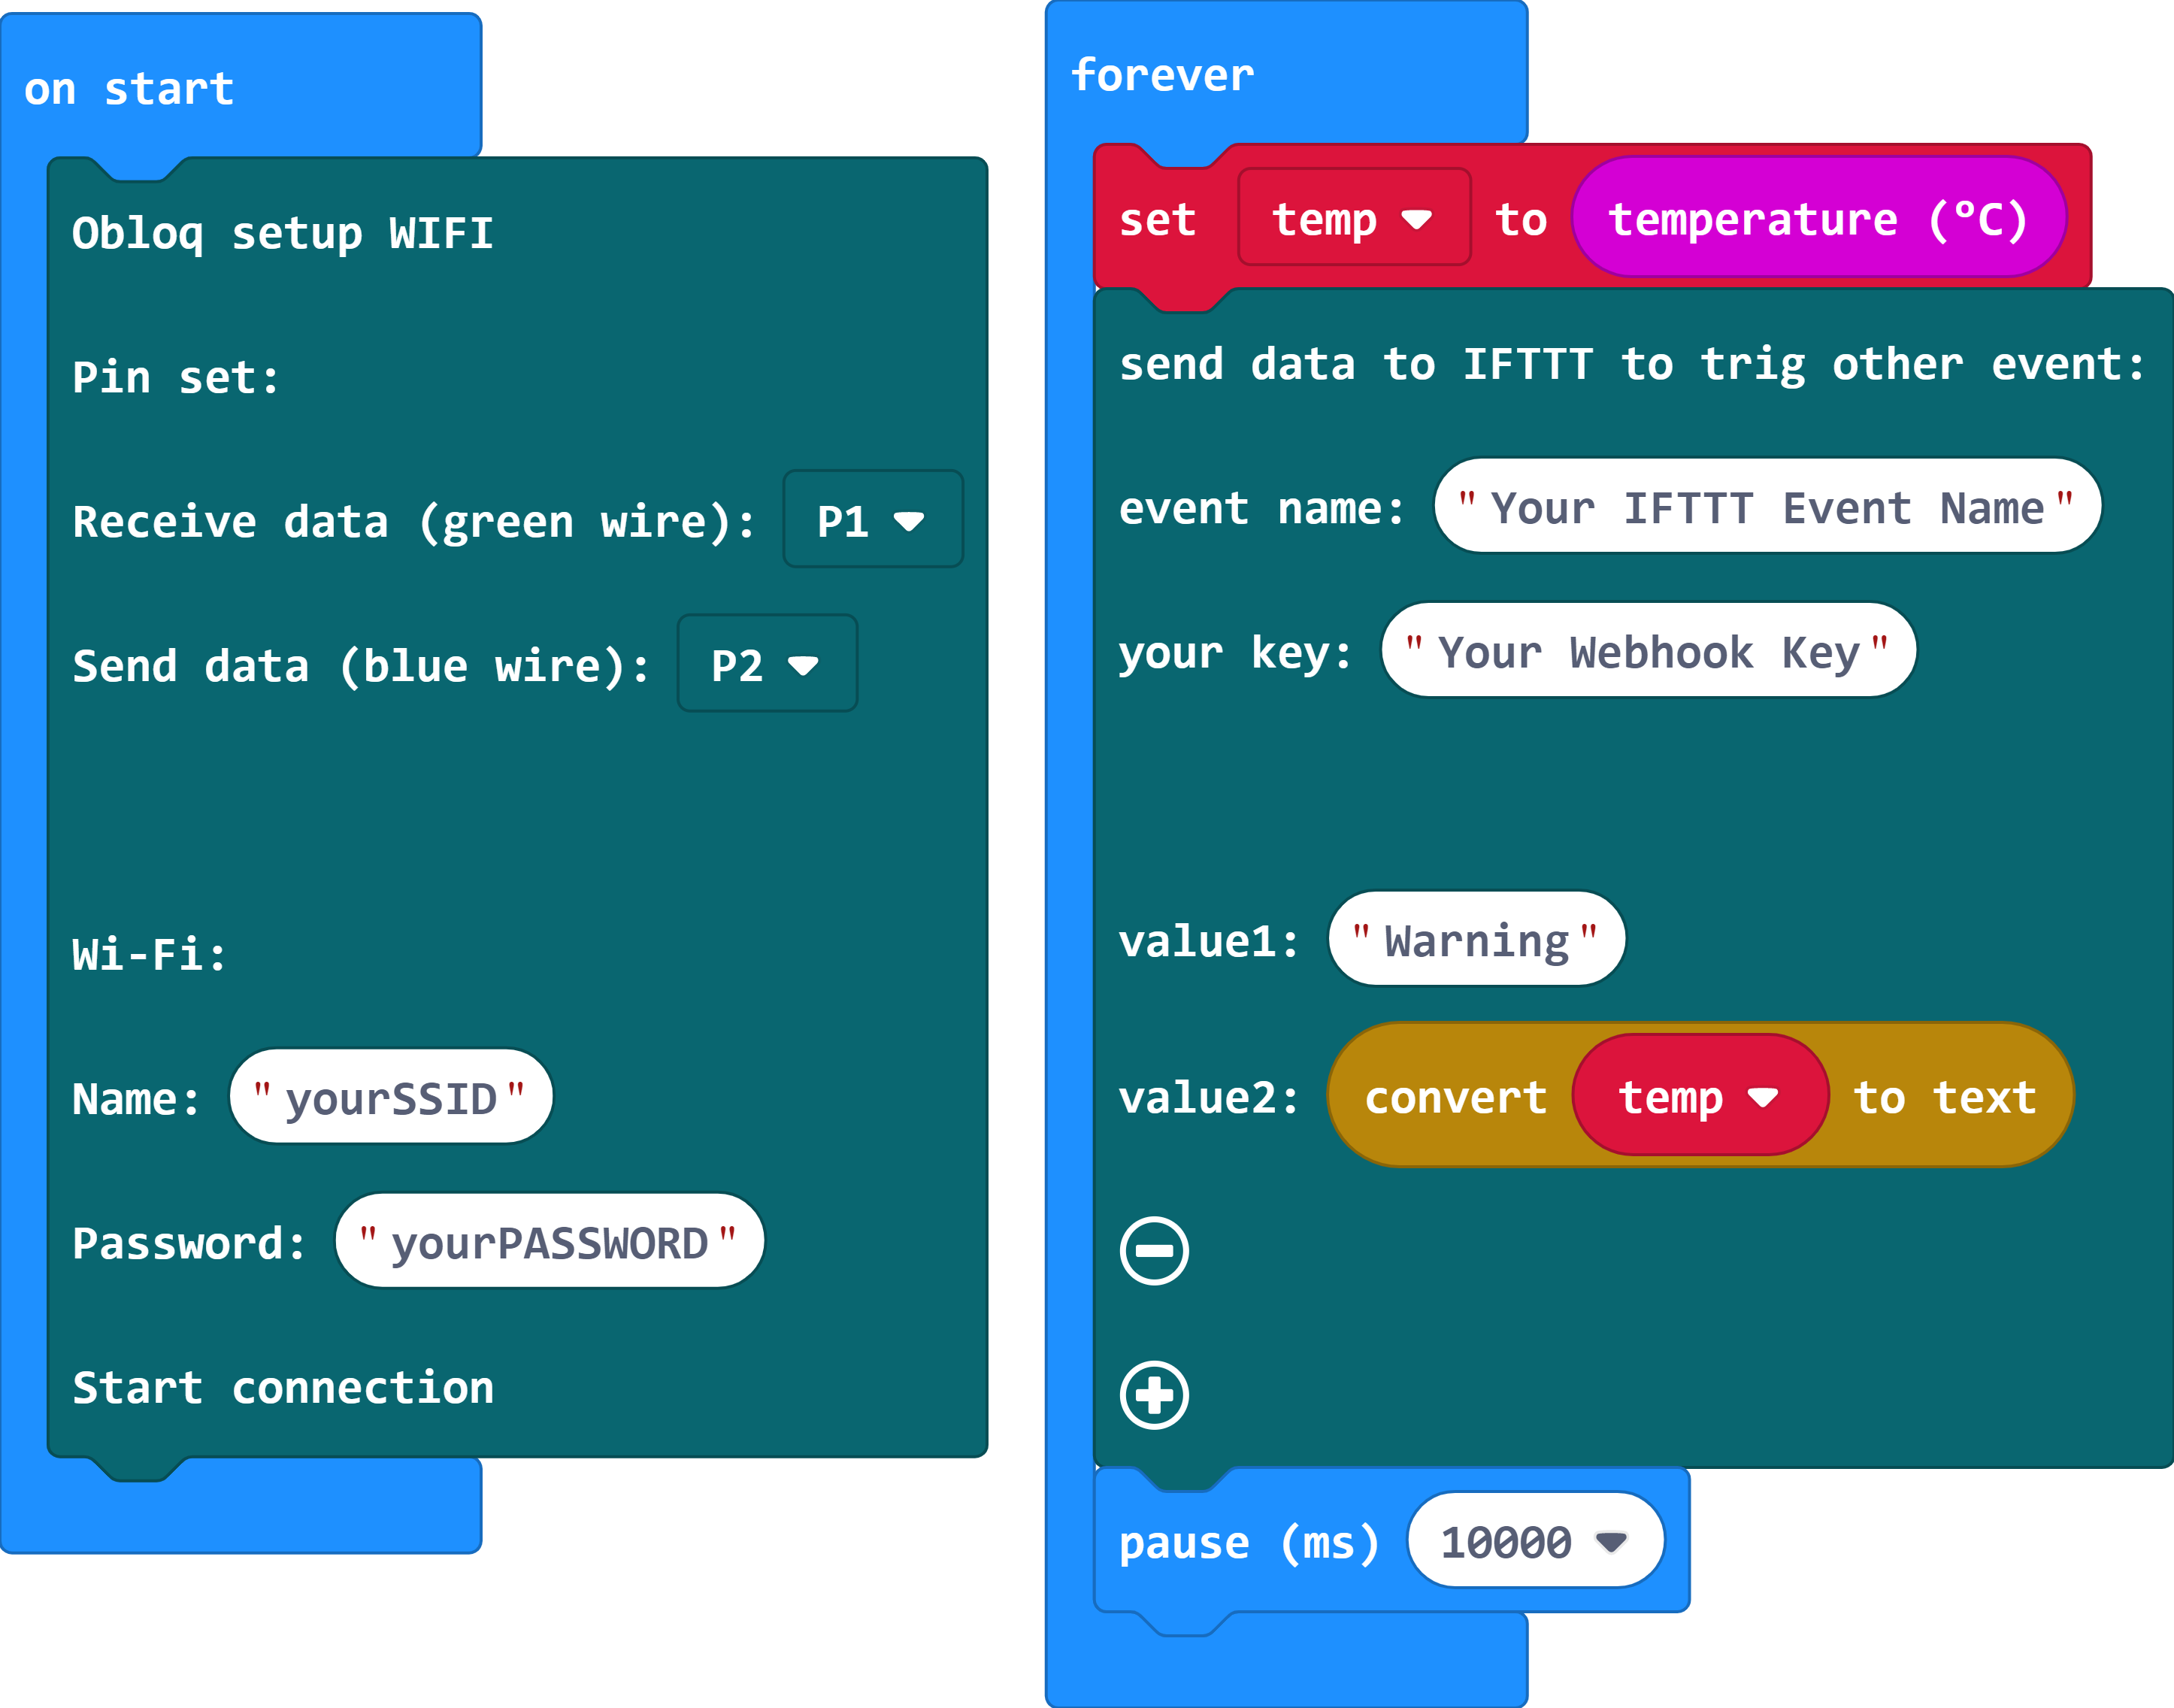 on start
Obloq setup WIFI
Pin set:
Receive data (green wire): P1
Send data (blue wire): P2
Wi-Fi:
Name: "yourSSID"
Password: "yourPASSWORD"
Start connection
forever
set temp to temperature (°C)
send data to IFTTT to trig other event:
event name: "Your IFTTT Event Name"
your key: "Your Webhook Key"
value1: "Warning"
value2: convert temp to text
pause (ms) 10000